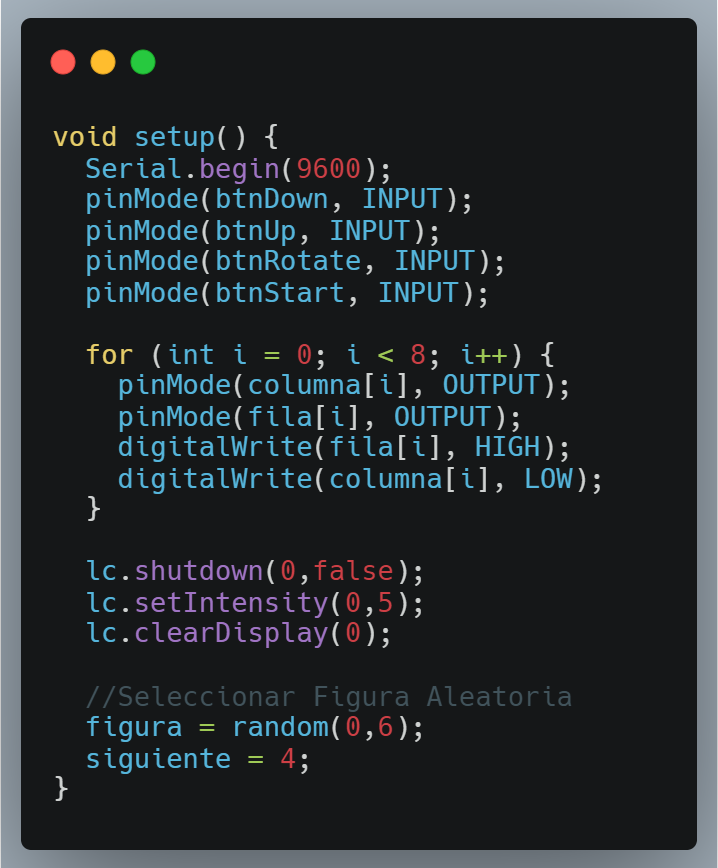 void setup() {
  Serial.begin(9600);
  pinMode(btnDown, INPUT);
  pinMode(btnUp, INPUT);
  pinMode(btnRotate, INPUT);
  pinMode(btnStart, INPUT);

  for (int i = 0; i < 8; i++) {
    pinMode(columna[i], OUTPUT);
    pinMode(fila[i], OUTPUT);
    digitalWrite(fila[i], HIGH);
    digitalWrite(columna[i], LOW);
  }

  lc.shutdown(0,false);
  lc.setIntensity(0,5);
  lc.clearDisplay(0);

  //Seleccionar Figura Aleatoria
  figura = random(0,6);
  siguiente = 4;
}